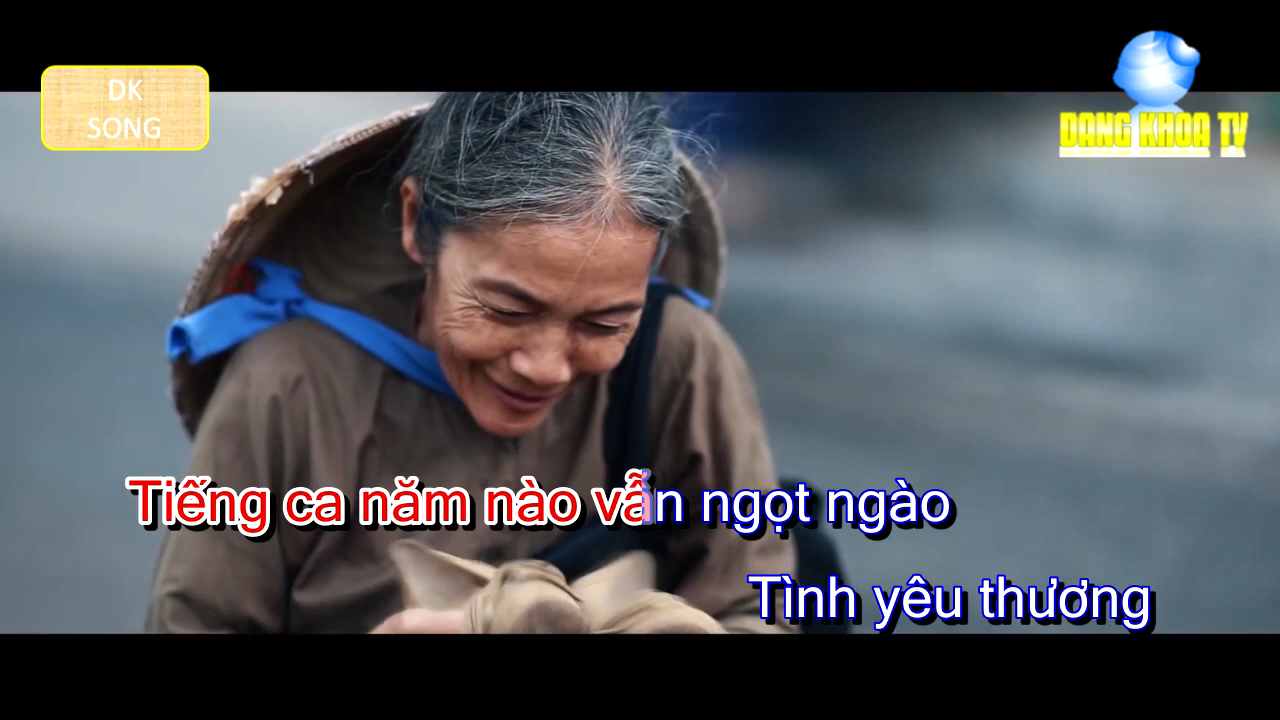 DK
SONG
DANG KHOA TV
Tiếng ca năm nào vẫn ngọt ngào
Tình yêu thương